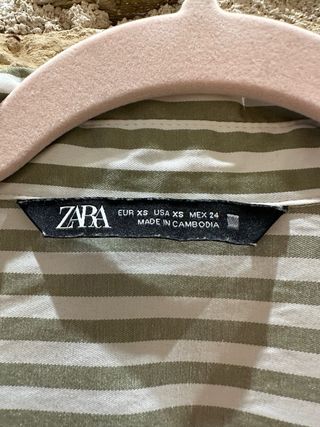 ZARA
EUR XS USA XS MEX 24
MADE IN CAMBODIA